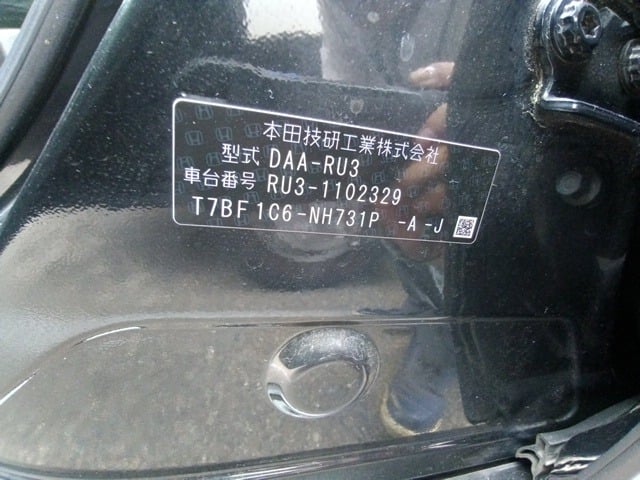 本田技研工業株式会社
型式 DAA-RU3
車台番号 RU3-1102329
T7BF1C6-NH731P -A-J